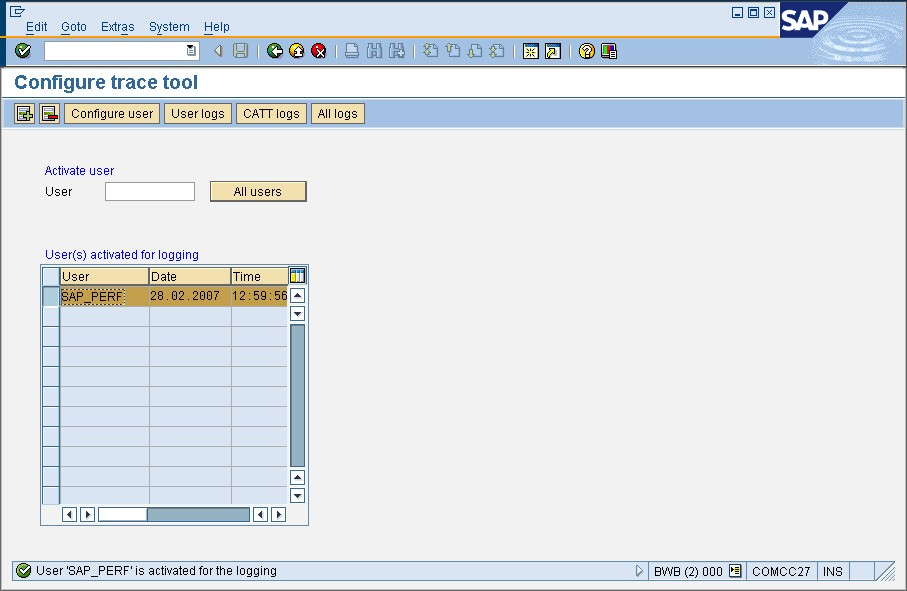 Edit Goto Extras System Help
SAP
Configure trace tool
Configure user User logs CATT logs All logs
Activate user
User All users
User(s) activated for logging
User Date Time
SAP_PERF 28.02.2007 12:59:56
User 'SAP_PERF' is activated for the logging BWB (2) 000 COMCC27 INS